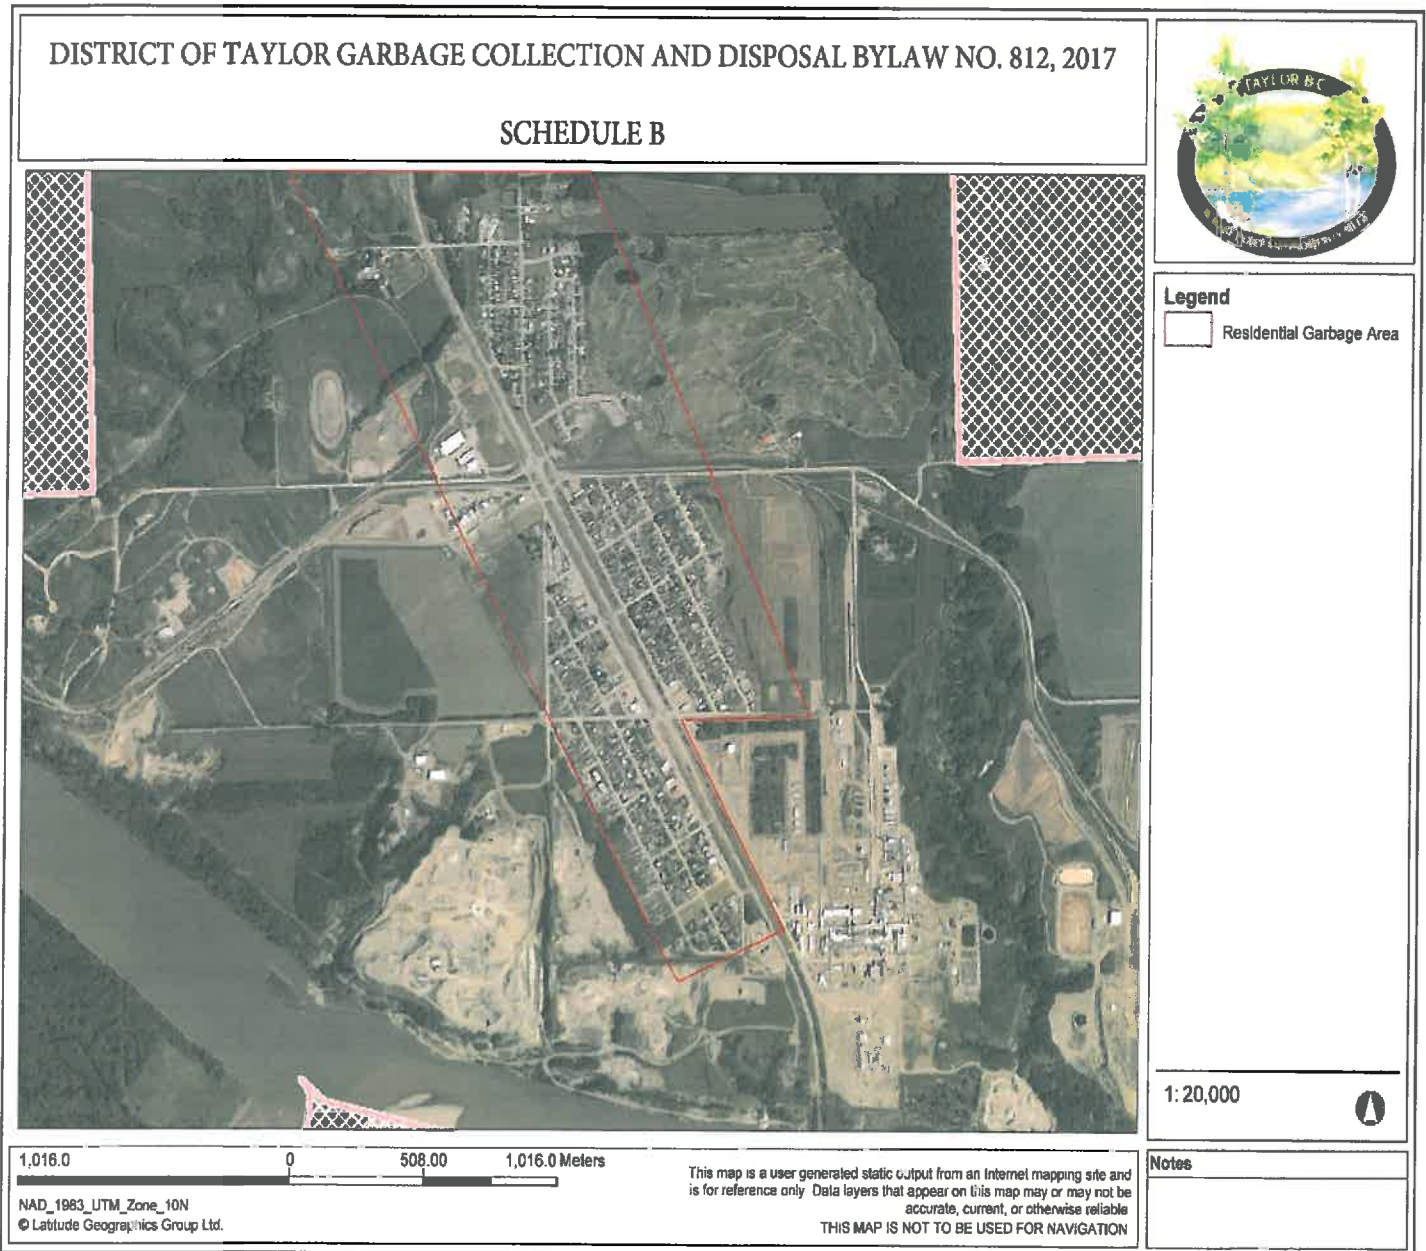 DISTRICT OF TAYLOR GARBAGE COLLECTION AND DISPOSAL BYLAW NO. 812, 2017
SCHEDULE B
TAYLOR BC
Legend
Residential Garbage Area
1: 20,000
1,016.0 0 508.00 1,016.0 Meters
NAD_1983_UTM_Zone_10N
© Latitude Geographics Group Ltd.
This map is a user generated static output from an Internet mapping site and
is for reference only Data layers that appear on this map may or may not be
accurate, current, or otherwise reliable
THIS MAP IS NOT TO BE USED FOR NAVIGATION
Notes